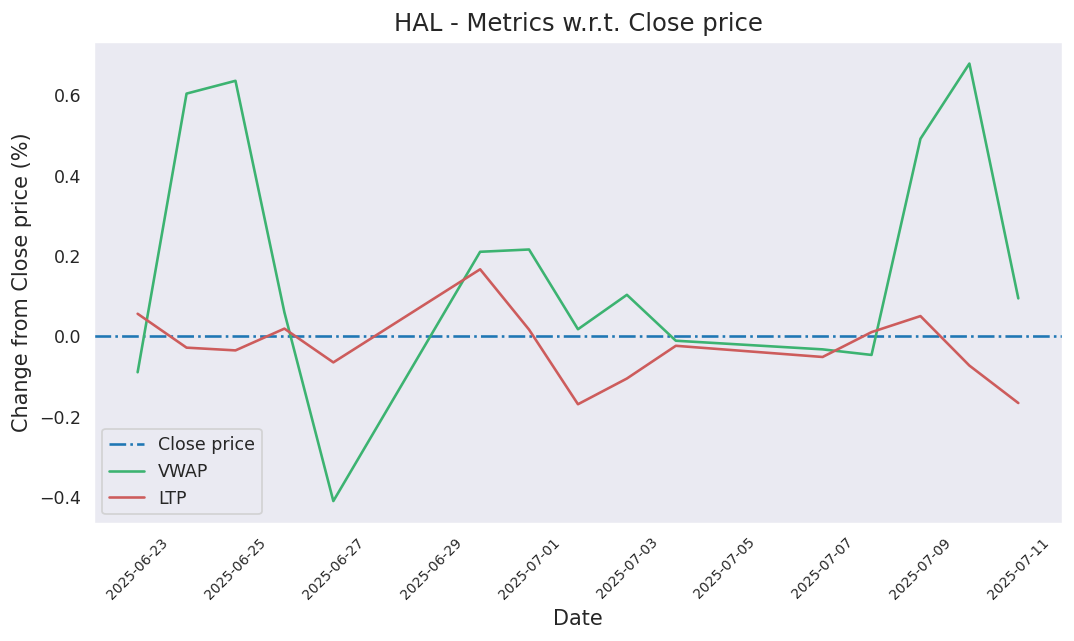 HAL - Metrics w.r.t. Close price
Change from Close price (%)
0.6
0.4
0.2
0.0
−0.2
−0.4
Close price
VWAP
LTP
2025-06-23
2025-06-25
2025-06-27
2025-06-29
2025-07-01
2025-07-03
2025-07-05
2025-07-07
2025-07-09
2025-07-11
Date